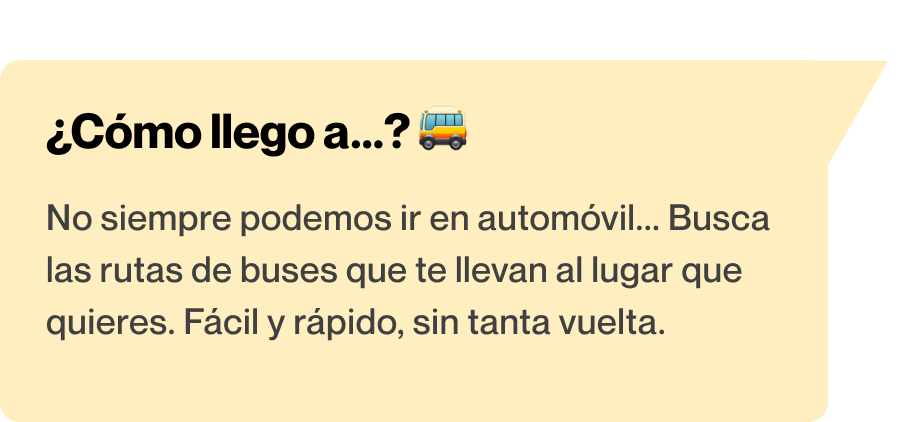 ¿Cómo llego a...? 🚌
No siempre podemos ir en automóvil... Busca
las rutas de buses que te llevan al lugar que
quieres. Fácil y rápido, sin tanta vuelta.